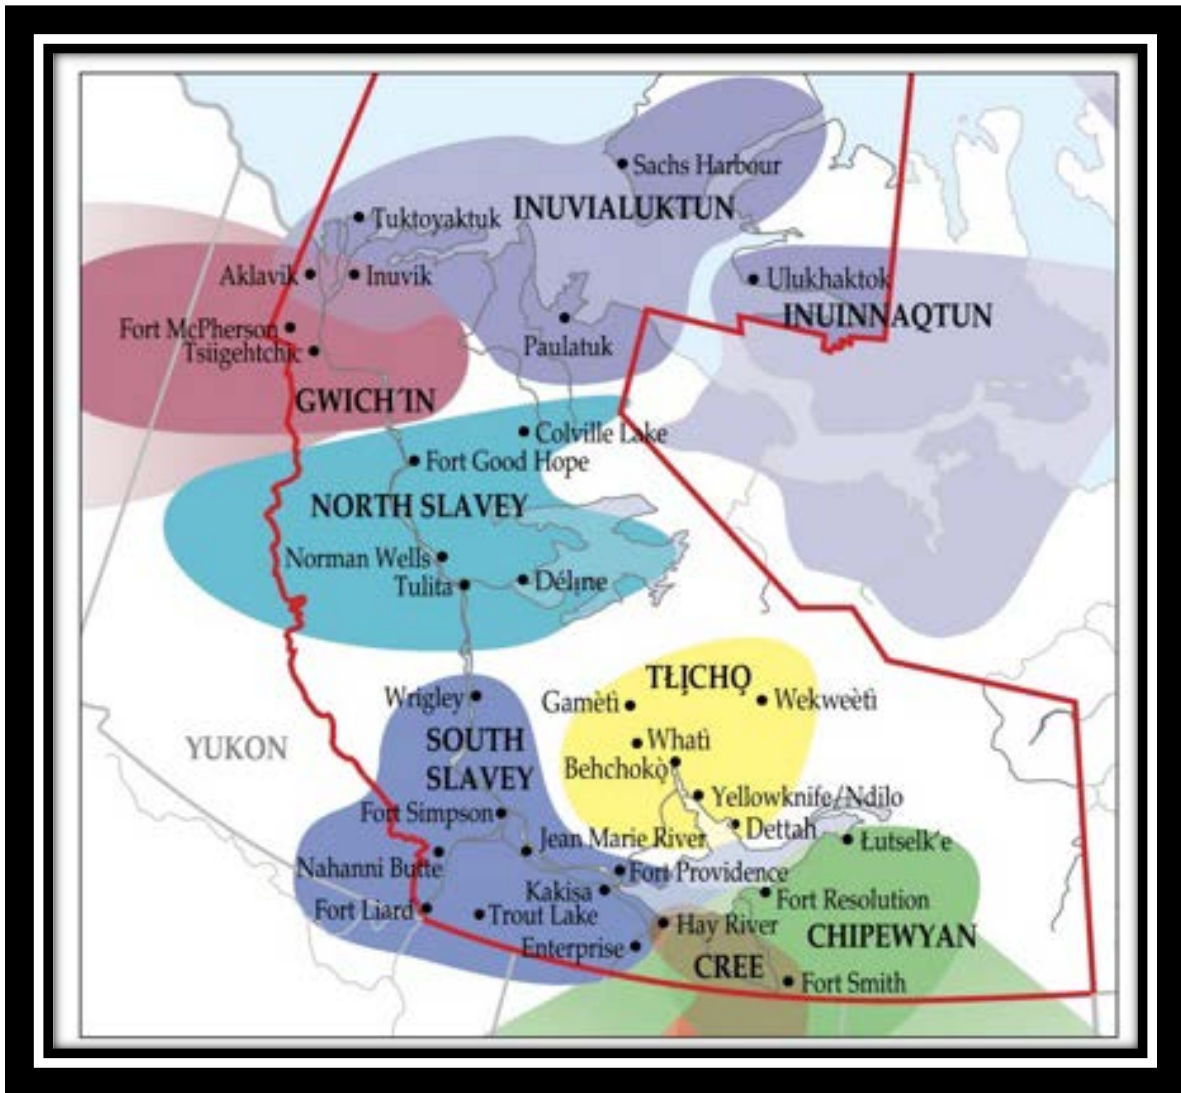 Sachs Harbour
INUVIALUKTUN
Tuktoyaktuk
Aklavik
Inuvik
Ulukhaktok
INUINNAQTUN
Fort McPherson
Tsiigehtchic
Paulatuk
GWICH´IN
Colville Lake
Fort Good Hope
NORTH SLAVEY
Norman Wells
Tulita
Délįne
TŁĮCHǪ
Wrigley
Gamètì
Wekweètì
YUKON
SOUTH
SLAVEY
Whatì
Behchokǫ̀
Yellowknife/Ndilo
Fort Simpson
Dettah
Jean Marie River
Łutselk´e
Nahanni Butte
Fort Providence
Kakisa
Fort Resolution
Fort Liard
Trout Lake
Hay River
CHIPEWYAN
Enterprise
CREE
Fort Smith